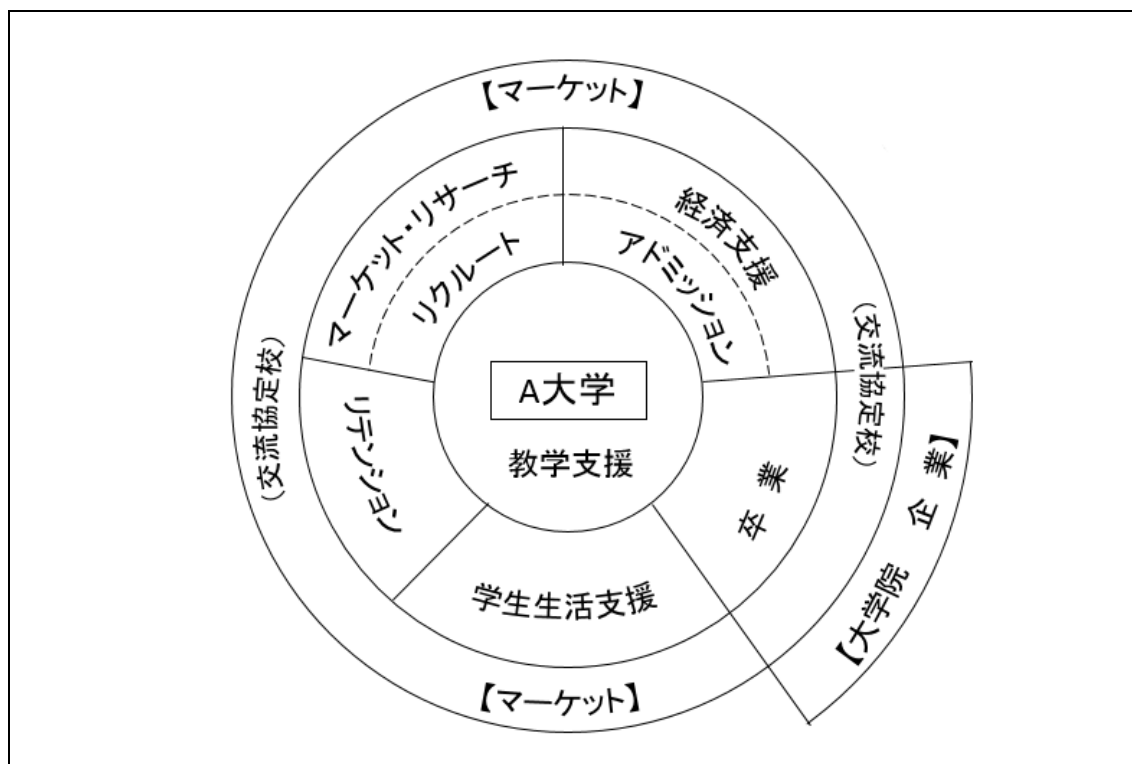 【マーケット】
マーケット・リサーチ
リクルート
経済支援
アドミッション
(交流協定校)
A大学
教学支援
(交流協定校)
リテンション
卒業
【大学院 企業】
学生生活支援
【マーケット】